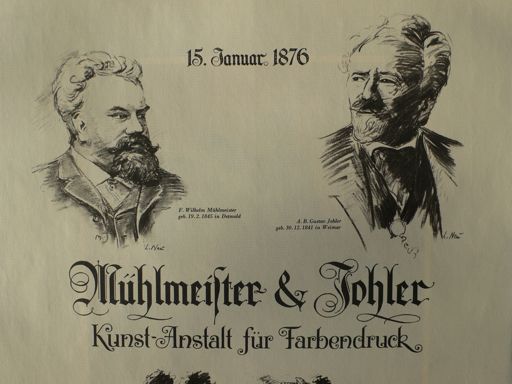 15. Januar 1876
F. Wilhelm Mühlmeister
geb. 19. 2. 1845 in Detmold
A. B. Gustav Johler
geb. 30. 12. 1841 in Weimar
Mühlmeiſter & Johler
Kunst-Anstalt für Farbendruck